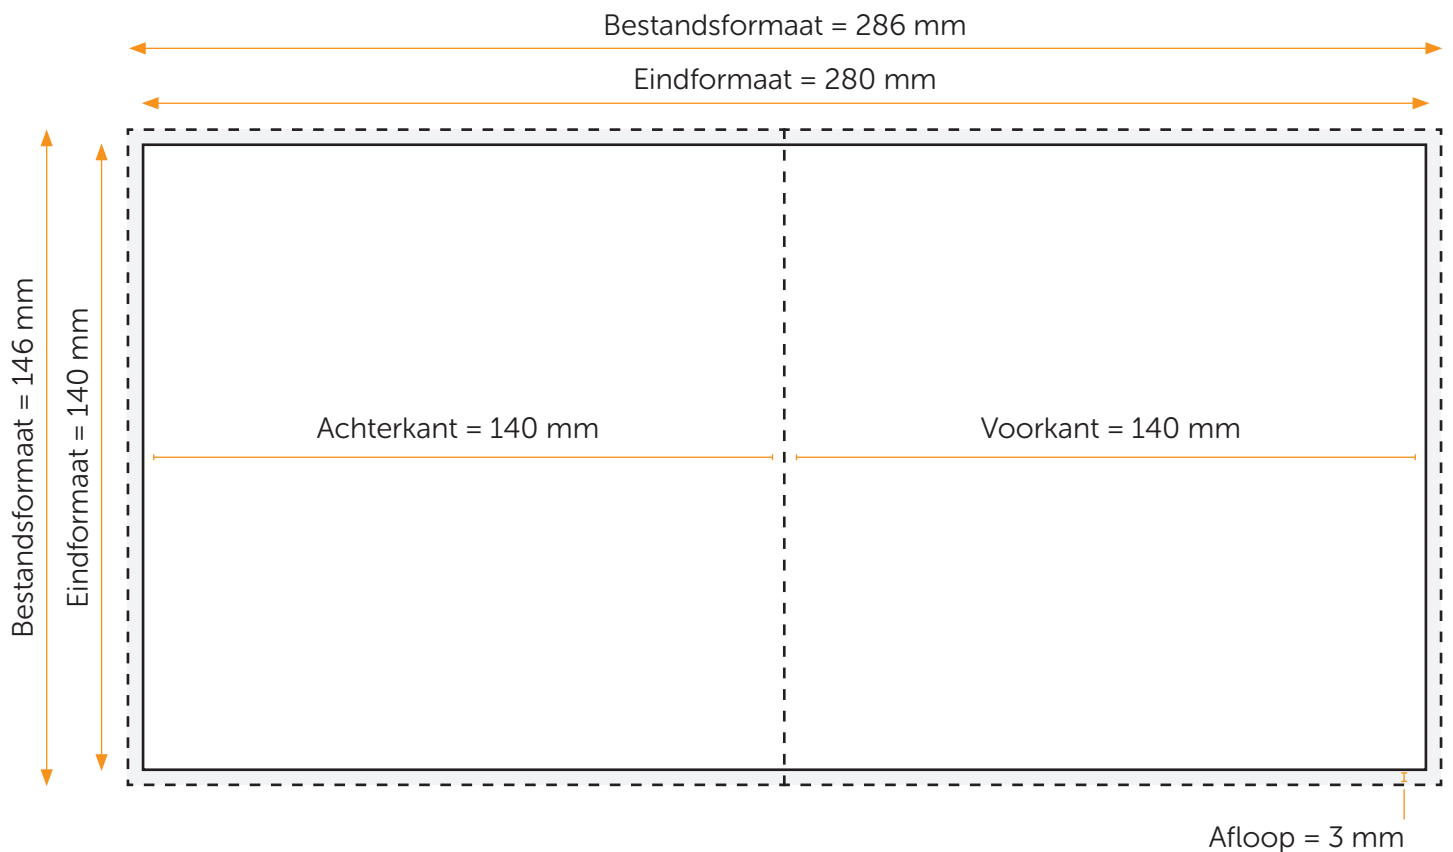 Bestandsformaat = 286 mm
Eindformaat = 280 mm
Bestandsformaat = 146 mm
Eindformaat = 140 mm
Achterkant = 140 mm
Voorkant = 140 mm
Afloop = 3 mm